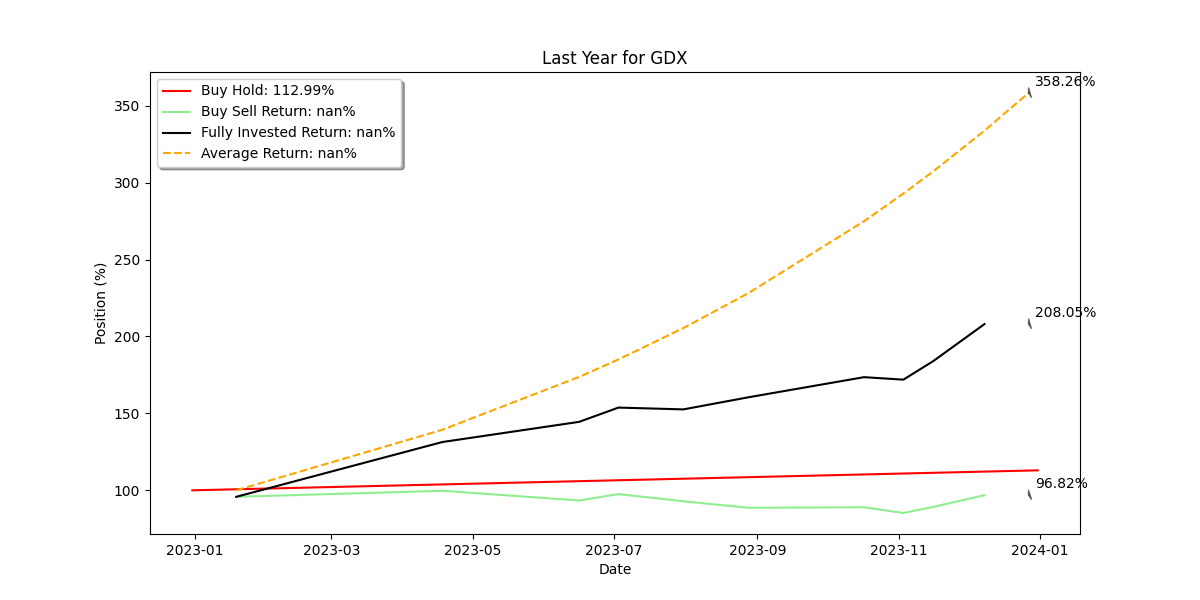 Last Year for GDX
358.26%
Buy Hold: 112.99%
Buy Sell Return: nan%
Fully Invested Return: nan%
Average Return: nan%
350
300
250
200
150
100
Position (%)
208.05%
96.82%
2023-01
2023-03
2023-05
2023-07
2023-09
2023-11
2024-01
Date